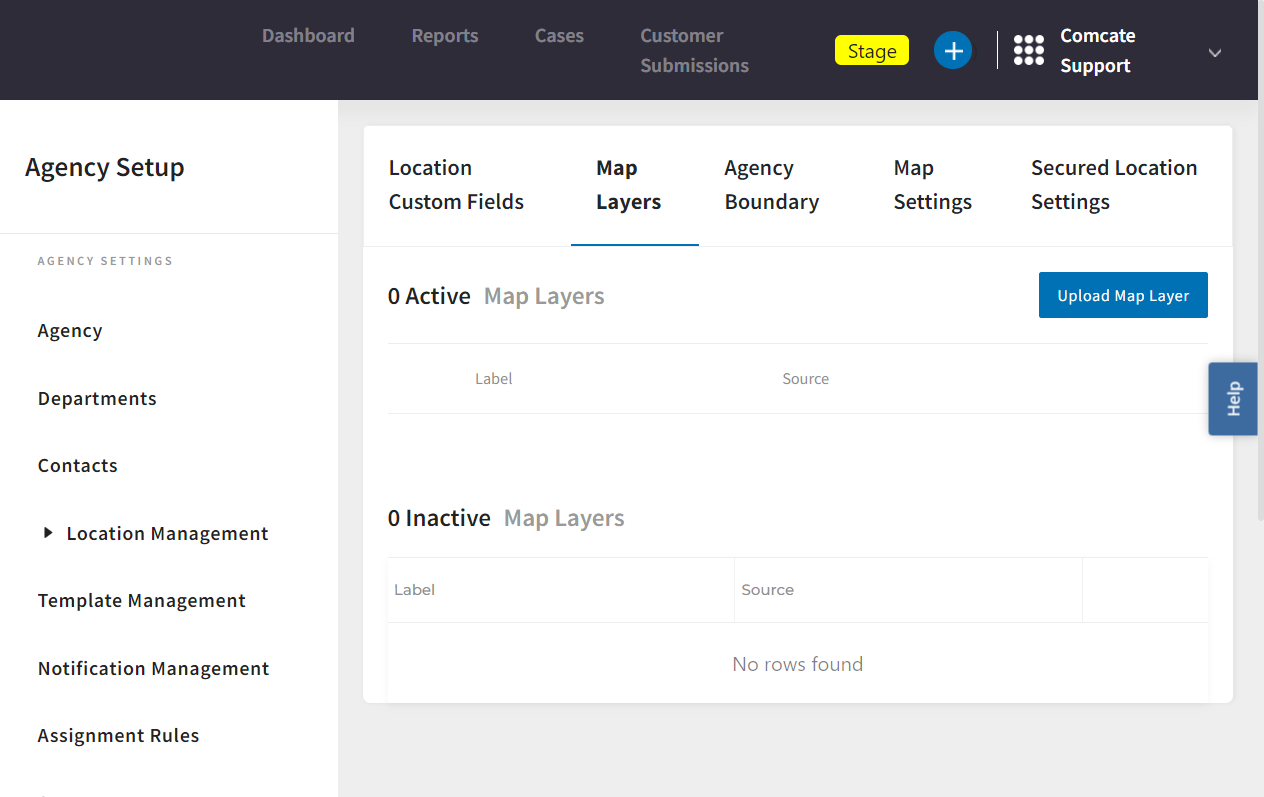 Dashboard
Reports
Cases
Customer
Submissions
Stage
Comcate
Support
Agency Setup
AGENCY SETTINGS
Agency
Departments
Contacts
Location Management
Template Management
Notification Management
Assignment Rules
Location
Custom Fields
Map
Layers
Agency
Boundary
Map
Settings
Secured Location
Settings
0 Active Map Layers
Upload Map Layer
Label Source
0 Inactive Map Layers
Label Source
No rows found
Help